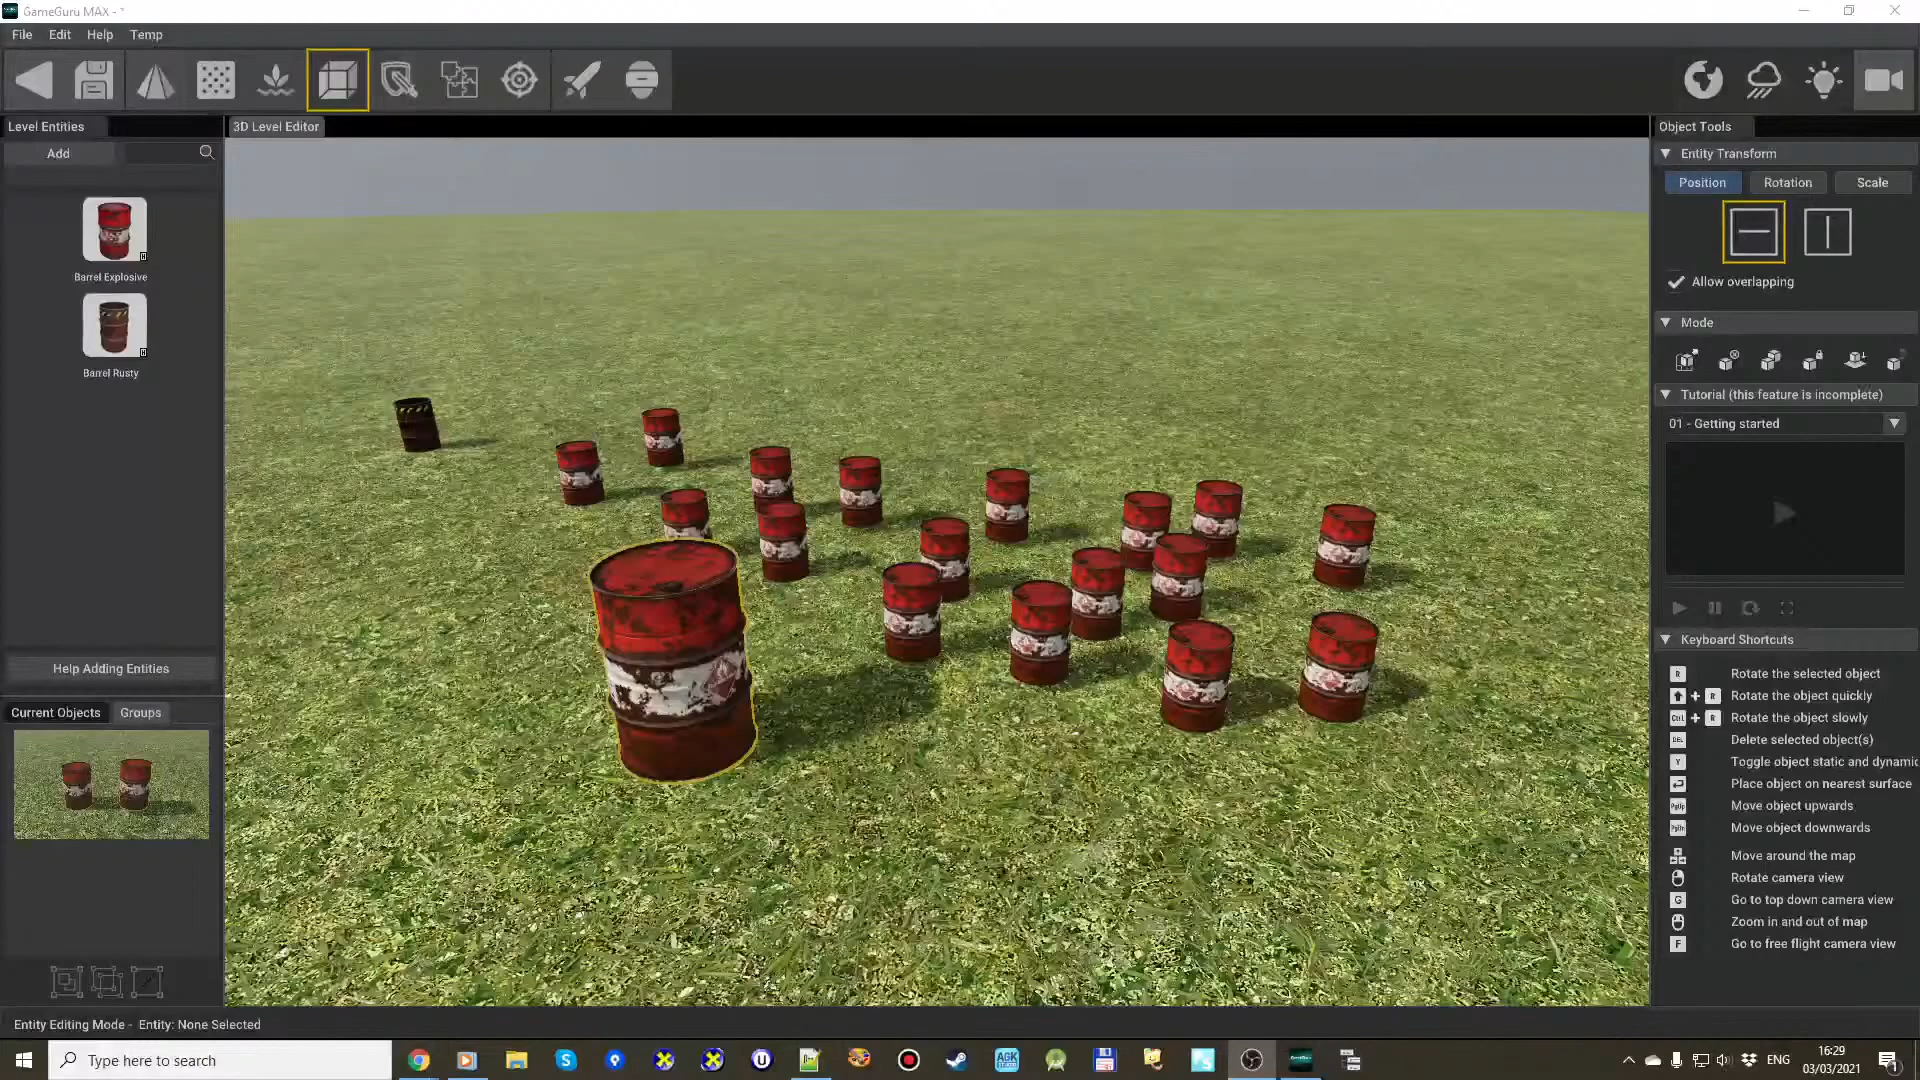 GameGuru MAX - *
File Edit Help Temp
Level Entities
3D Level Editor
Object Tools
Add
Entity Transform
Position Rotation Scale
Barrel Explosive
Allow overlapping
Mode
Barrel Rusty
Tutorial (this feature is incomplete)
01 - Getting started
Keyboard Shortcuts
Help Adding Entities
R Rotate the selected object
+ R Rotate the object quickly
Ctrl + R Rotate the object slowly
Current Objects Groups
DEL Delete selected object(s)
Y Toggle object static and dynamic
Place object on nearest surface
PgUp Move object upwards
PgDn Move object downwards
Move around the map
Rotate camera view
G Go to top down camera view
Zoom in and out of map
F Go to free flight camera view
Entity Editing Mode - Entity: None Selected
Type here to search
AGK
ENG
16:29
03/03/2021
1